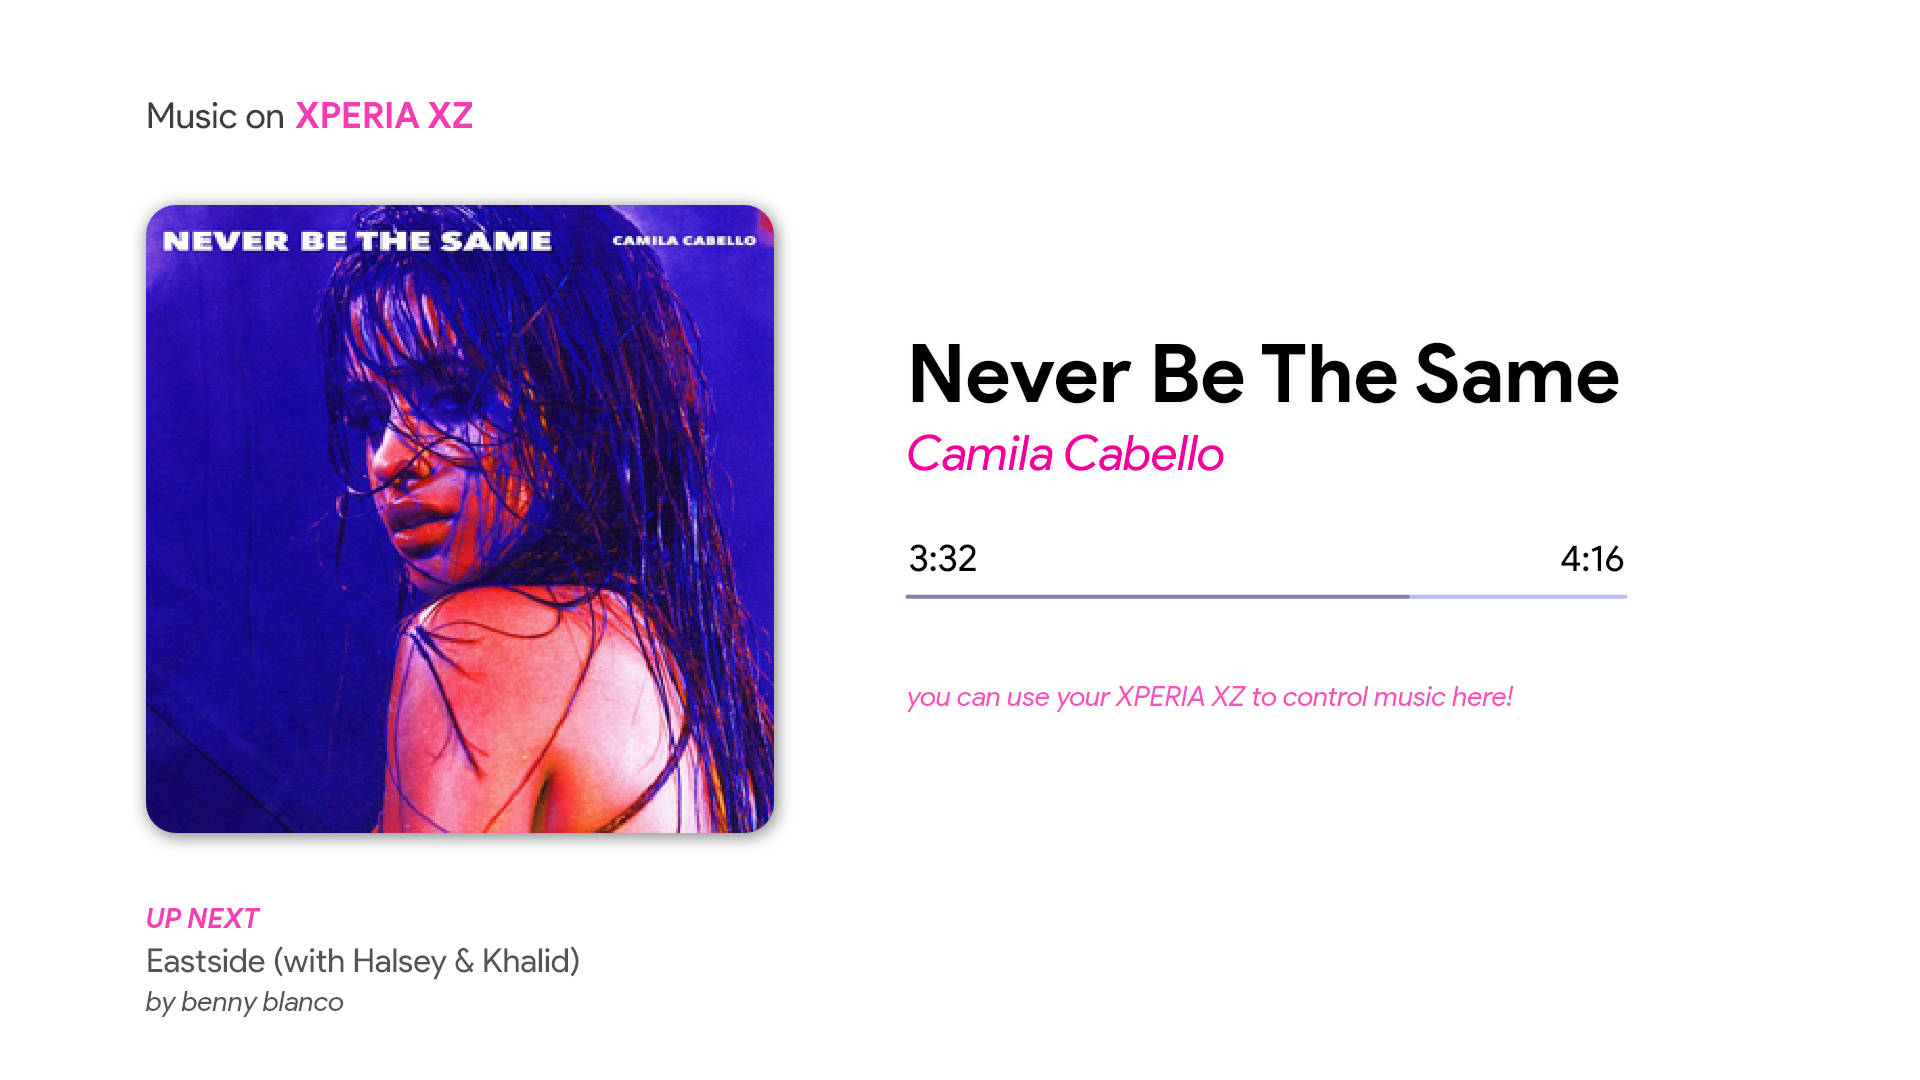 Music on XPERIA XZ
NEVER BE THE SAME
CAMILA CABELLO
Never Be The Same
Camila Cabello
3:32
4:16
you can use your XPERIA XZ to control music here!
UP NEXT
Eastside (with Halsey & Khalid)
by benny blanco